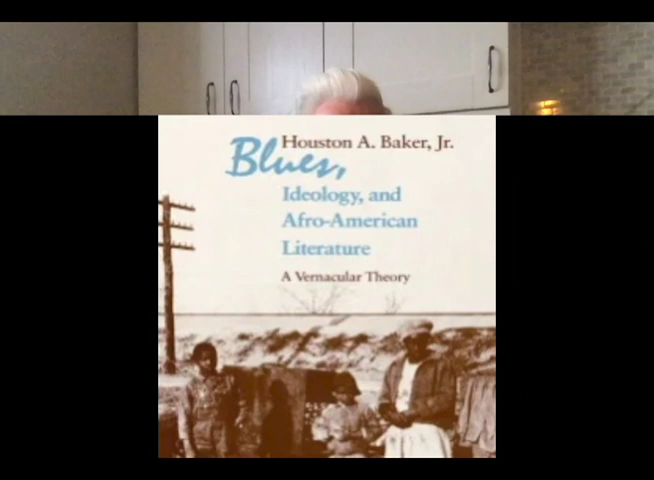 Houston A. Baker, Jr.
Blues,
Ideology, and
Afro-American
Literature
A Vernacular Theory